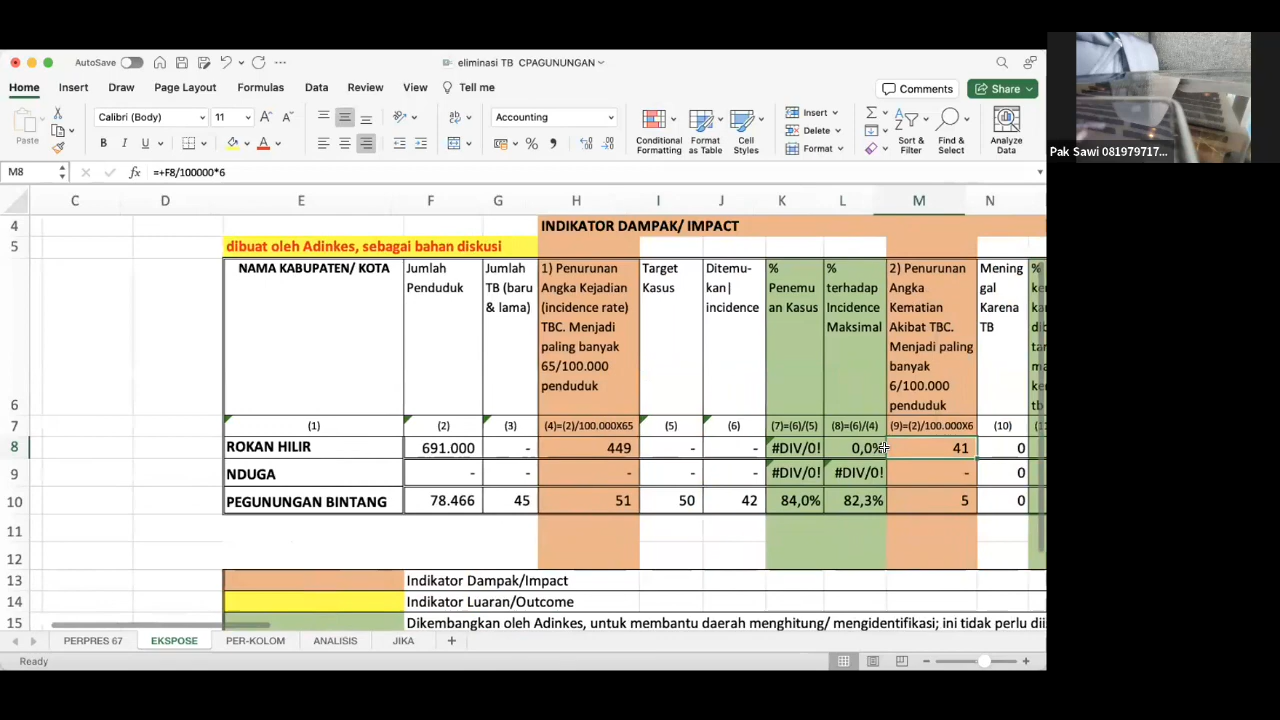 AutoSave
eliminasi TB CPAGUNUNGAN
Home Insert Draw Page Layout Formulas Data Review View Tell me
Comments Share
Paste
Calibri (Body) 11
B I U
Accounting
Conditional Formatting
Format as Table
Cell Styles
Insert
Delete
Format
Sort & Filter
Find & Select
Analyze Data
Pak Sawi 081979717...
M8 fx =+F8/100000*6
C D E F G H I J K L M N
4 INDIKATOR DAMPAK/ IMPACT
5 dibuat oleh Adinkes, sebagai bahan diskusi
6
NAMA KABUPATEN/ KOTA
Jumlah Penduduk
Jumlah TB (baru & lama)
1) Penurunan Angka Kejadian (incidence rate) TBC. Menjadi paling banyak 65/100.000 penduduk
Target Kasus
Ditemu-kan| incidence
% Penemu an Kasus
% terhadap Incidence Maksimal
2) Penurunan Angka Kematian Akibat TBC. Menjadi paling banyak 6/100.000 penduduk
Mening gal Karena TB
7 (1) (2) (3) (4)=(2)/100.000X65 (5) (6) (7)=(6)/(5) (8)=(6)/(4) (9)=(2)/100.000X6 (10)
8 ROKAN HILIR 691.000 - 449 - - #DIV/0! 0,0% 41 0
9 NDUGA - - - - - #DIV/0! #DIV/0! - 0
10 PEGUNUNGAN BINTANG 78.466 45 51 50 42 84,0% 82,3% 5 0
11
12
13 Indikator Dampak/Impact
14 Indikator Luaran/Outcome
15 Dikembangkan oleh Adinkes, untuk membantu daerah menghitung/ mengidentifikasi; ini tidak perlu dii
PERPRES 67 EKSPOSE PER-KOLOM ANALISIS JIKA
Ready